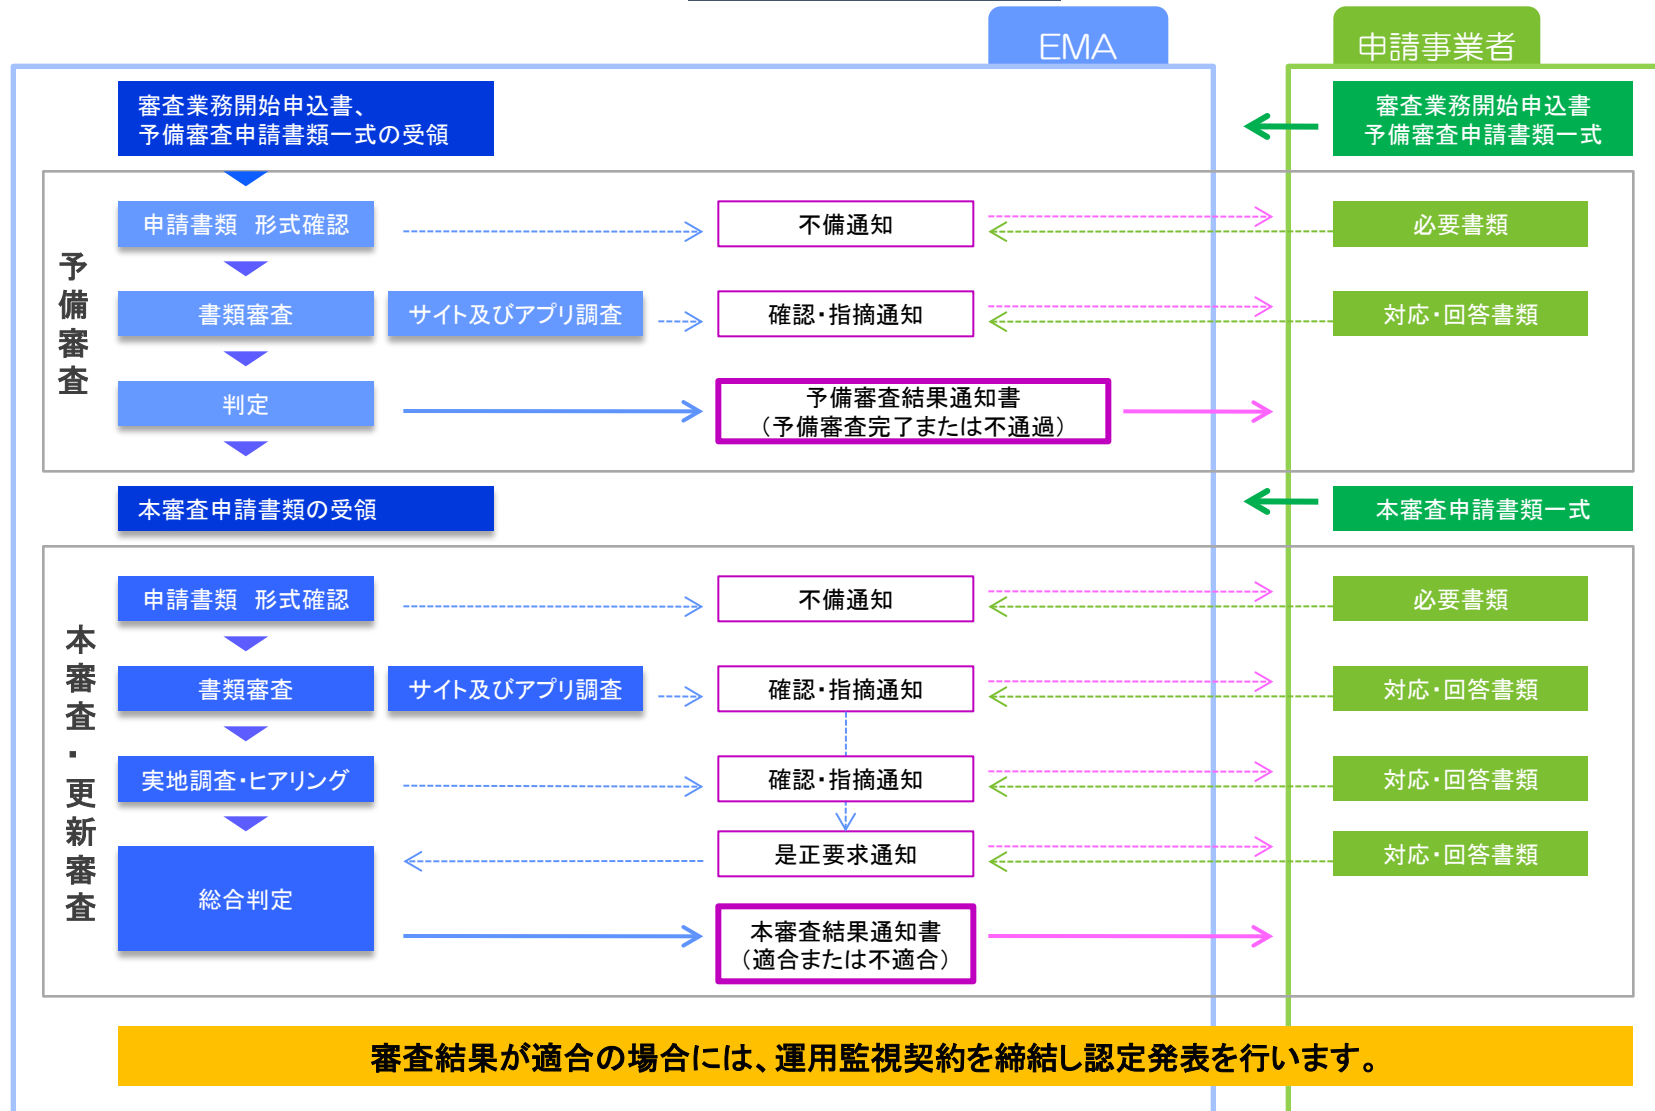 EMA
申請事業者
審査業務開始申込書、
予備審査申請書類一式の受領
審査業務開始申込書
予備審査申請書類一式
予備審査
申請書類　形式確認
不備通知
必要書類
書類審査
サイト及びアプリ調査
確認・指摘通知
対応・回答書類
判定
予備審査結果通知書
（予備審査完了または不通過）
本審査申請書類の受領
本審査申請書類一式
本審査・更新審査
申請書類　形式確認
不備通知
必要書類
書類審査
サイト及びアプリ調査
確認・指摘通知
対応・回答書類
実地調査・ヒアリング
確認・指摘通知
対応・回答書類
是正要求通知
対応・回答書類
総合判定
本審査結果通知書
（適合または不適合）
審査結果が適合の場合には、運用監視契約を締結し認定発表を行います。